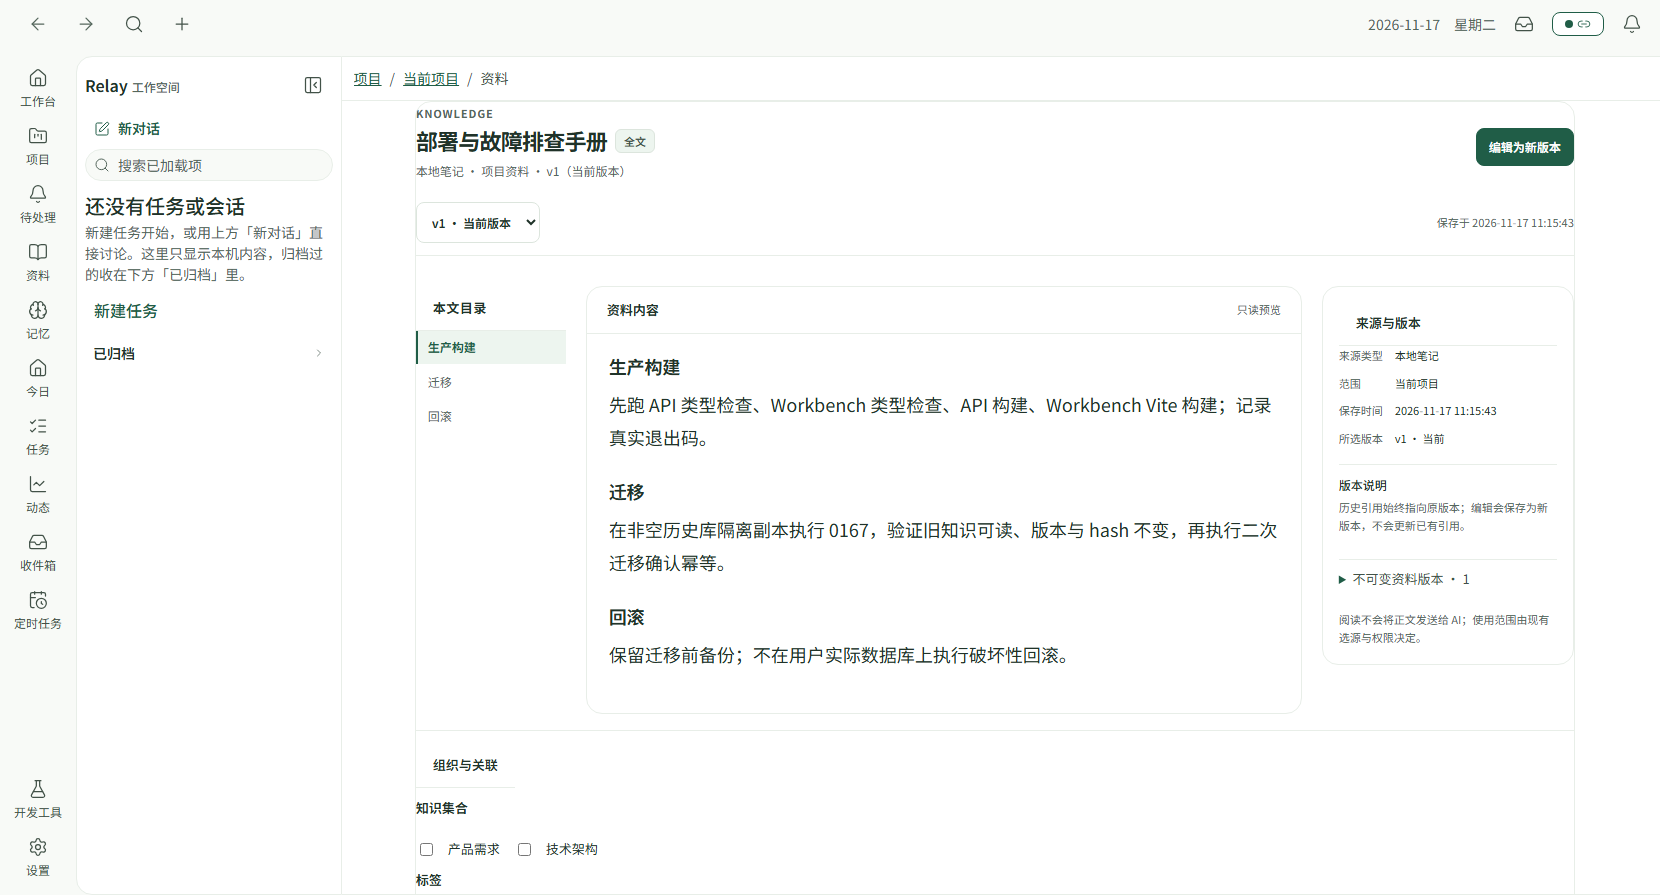 2026-11-17 星期二
工作台
项目
待处理
资料
记忆
今日
任务
动态
收件箱
定时任务
开发工具
设置
Relay 工作空间
新对话
搜索已加载项
还没有任务或会话
新建任务开始，或用上方「新对话」直
接讨论。这里只显示本机内容，归档过
的收在下方「已归档」里。
新建任务
已归档
项目 / 当前项目 / 资料
KNOWLEDGE
部署与故障排查手册 全文
编辑为新版本
本地笔记 · 项目资料 · v1（当前版本）
v1 · 当前版本
保存于 2026-11-17 11:15:43
本文目录
生产构建
迁移
回滚
资料内容
只读预览
生产构建
先跑 API 类型检查、Workbench 类型检查、API 构建、Workbench Vite 构建；记录
真实退出码。
迁移
在非空历史库隔离副本执行 0167，验证旧知识可读、版本与 hash 不变，再执行二次
迁移确认幂等。
回滚
保留迁移前备份；不在用户实际数据库上执行破坏性回滚。
来源与版本
来源类型 本地笔记
范围 当前项目
保存时间 2026-11-17 11:15:43
所选版本 v1 · 当前
版本说明
历史引用始终指向原版本；编辑会保存为新
版本，不会更新已有引用。
不可变资料版本 · 1
阅读不会将正文发送给 AI；使用范围由现有
选源与权限决定。
组织与关联
知识集合
产品需求 技术架构
标签